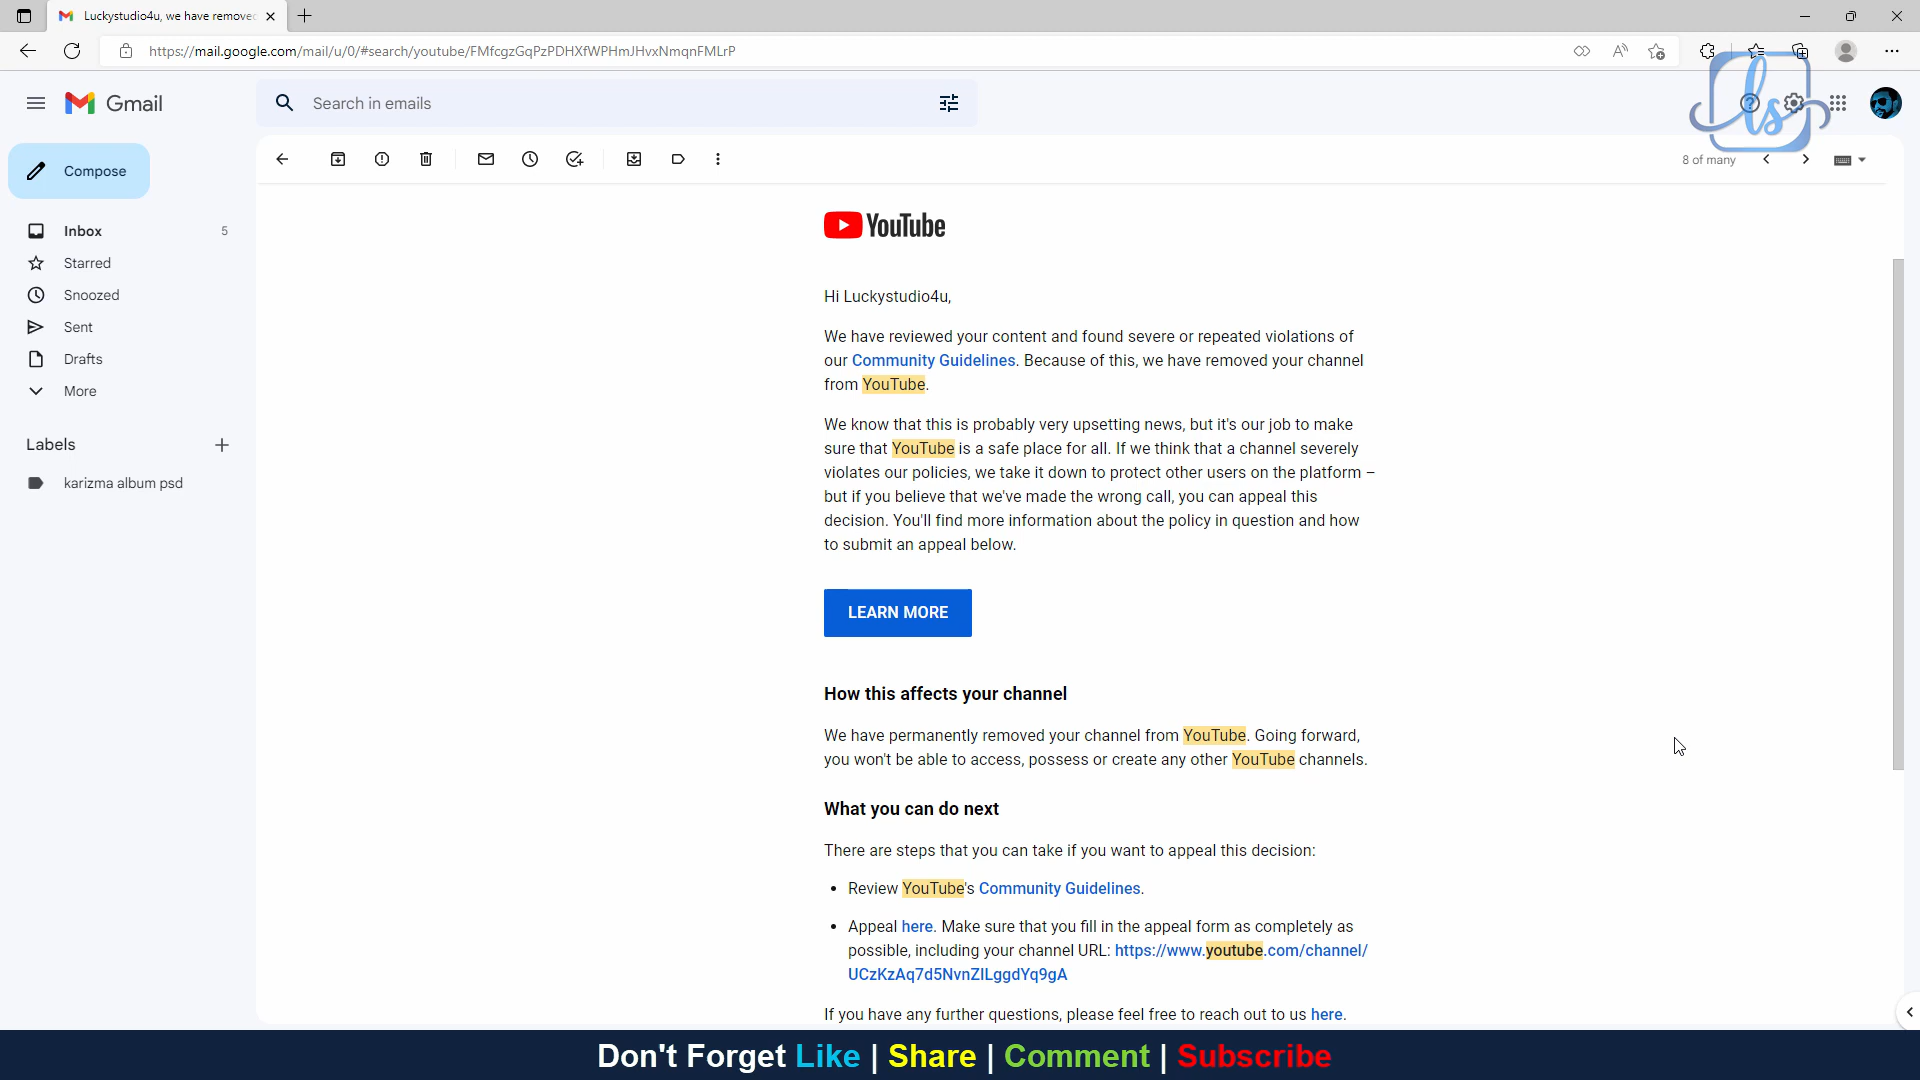 Luckystudio4u, we have remove
https://mail.google.com/mail/u/0/#search/youtube/FMfcgzGqPzPDHXfWPHmJHvxNmqnFMLrP
Gmail
Search in emails
ls
Compose
8 of many
Inbox 5
Starred
Snoozed
Sent
Drafts
More
Labels
karizma album psd
YouTube
Hi Luckystudio4u,
We have reviewed your content and found severe or repeated violations of
our Community Guidelines. Because of this, we have removed your channel
from YouTube.
We know that this is probably very upsetting news, but it's our job to make
sure that YouTube is a safe place for all. If we think that a channel severely
violates our policies, we take it down to protect other users on the platform –
but if you believe that we've made the wrong call, you can appeal this
decision. You'll find more information about the policy in question and how
to submit an appeal below.
LEARN MORE
How this affects your channel
We have permanently removed your channel from YouTube. Going forward,
you won't be able to access, possess or create any other YouTube channels.
What you can do next
There are steps that you can take if you want to appeal this decision:
• Review YouTube's Community Guidelines.
• Appeal here. Make sure that you fill in the appeal form as completely as
possible, including your channel URL: https://www.youtube.com/channel/
UCzKzAq7d5NvnZILggdYq9gA
If you have any further questions, please feel free to reach out to us here.
Don't Forget Like | Share | Comment | Subscribe